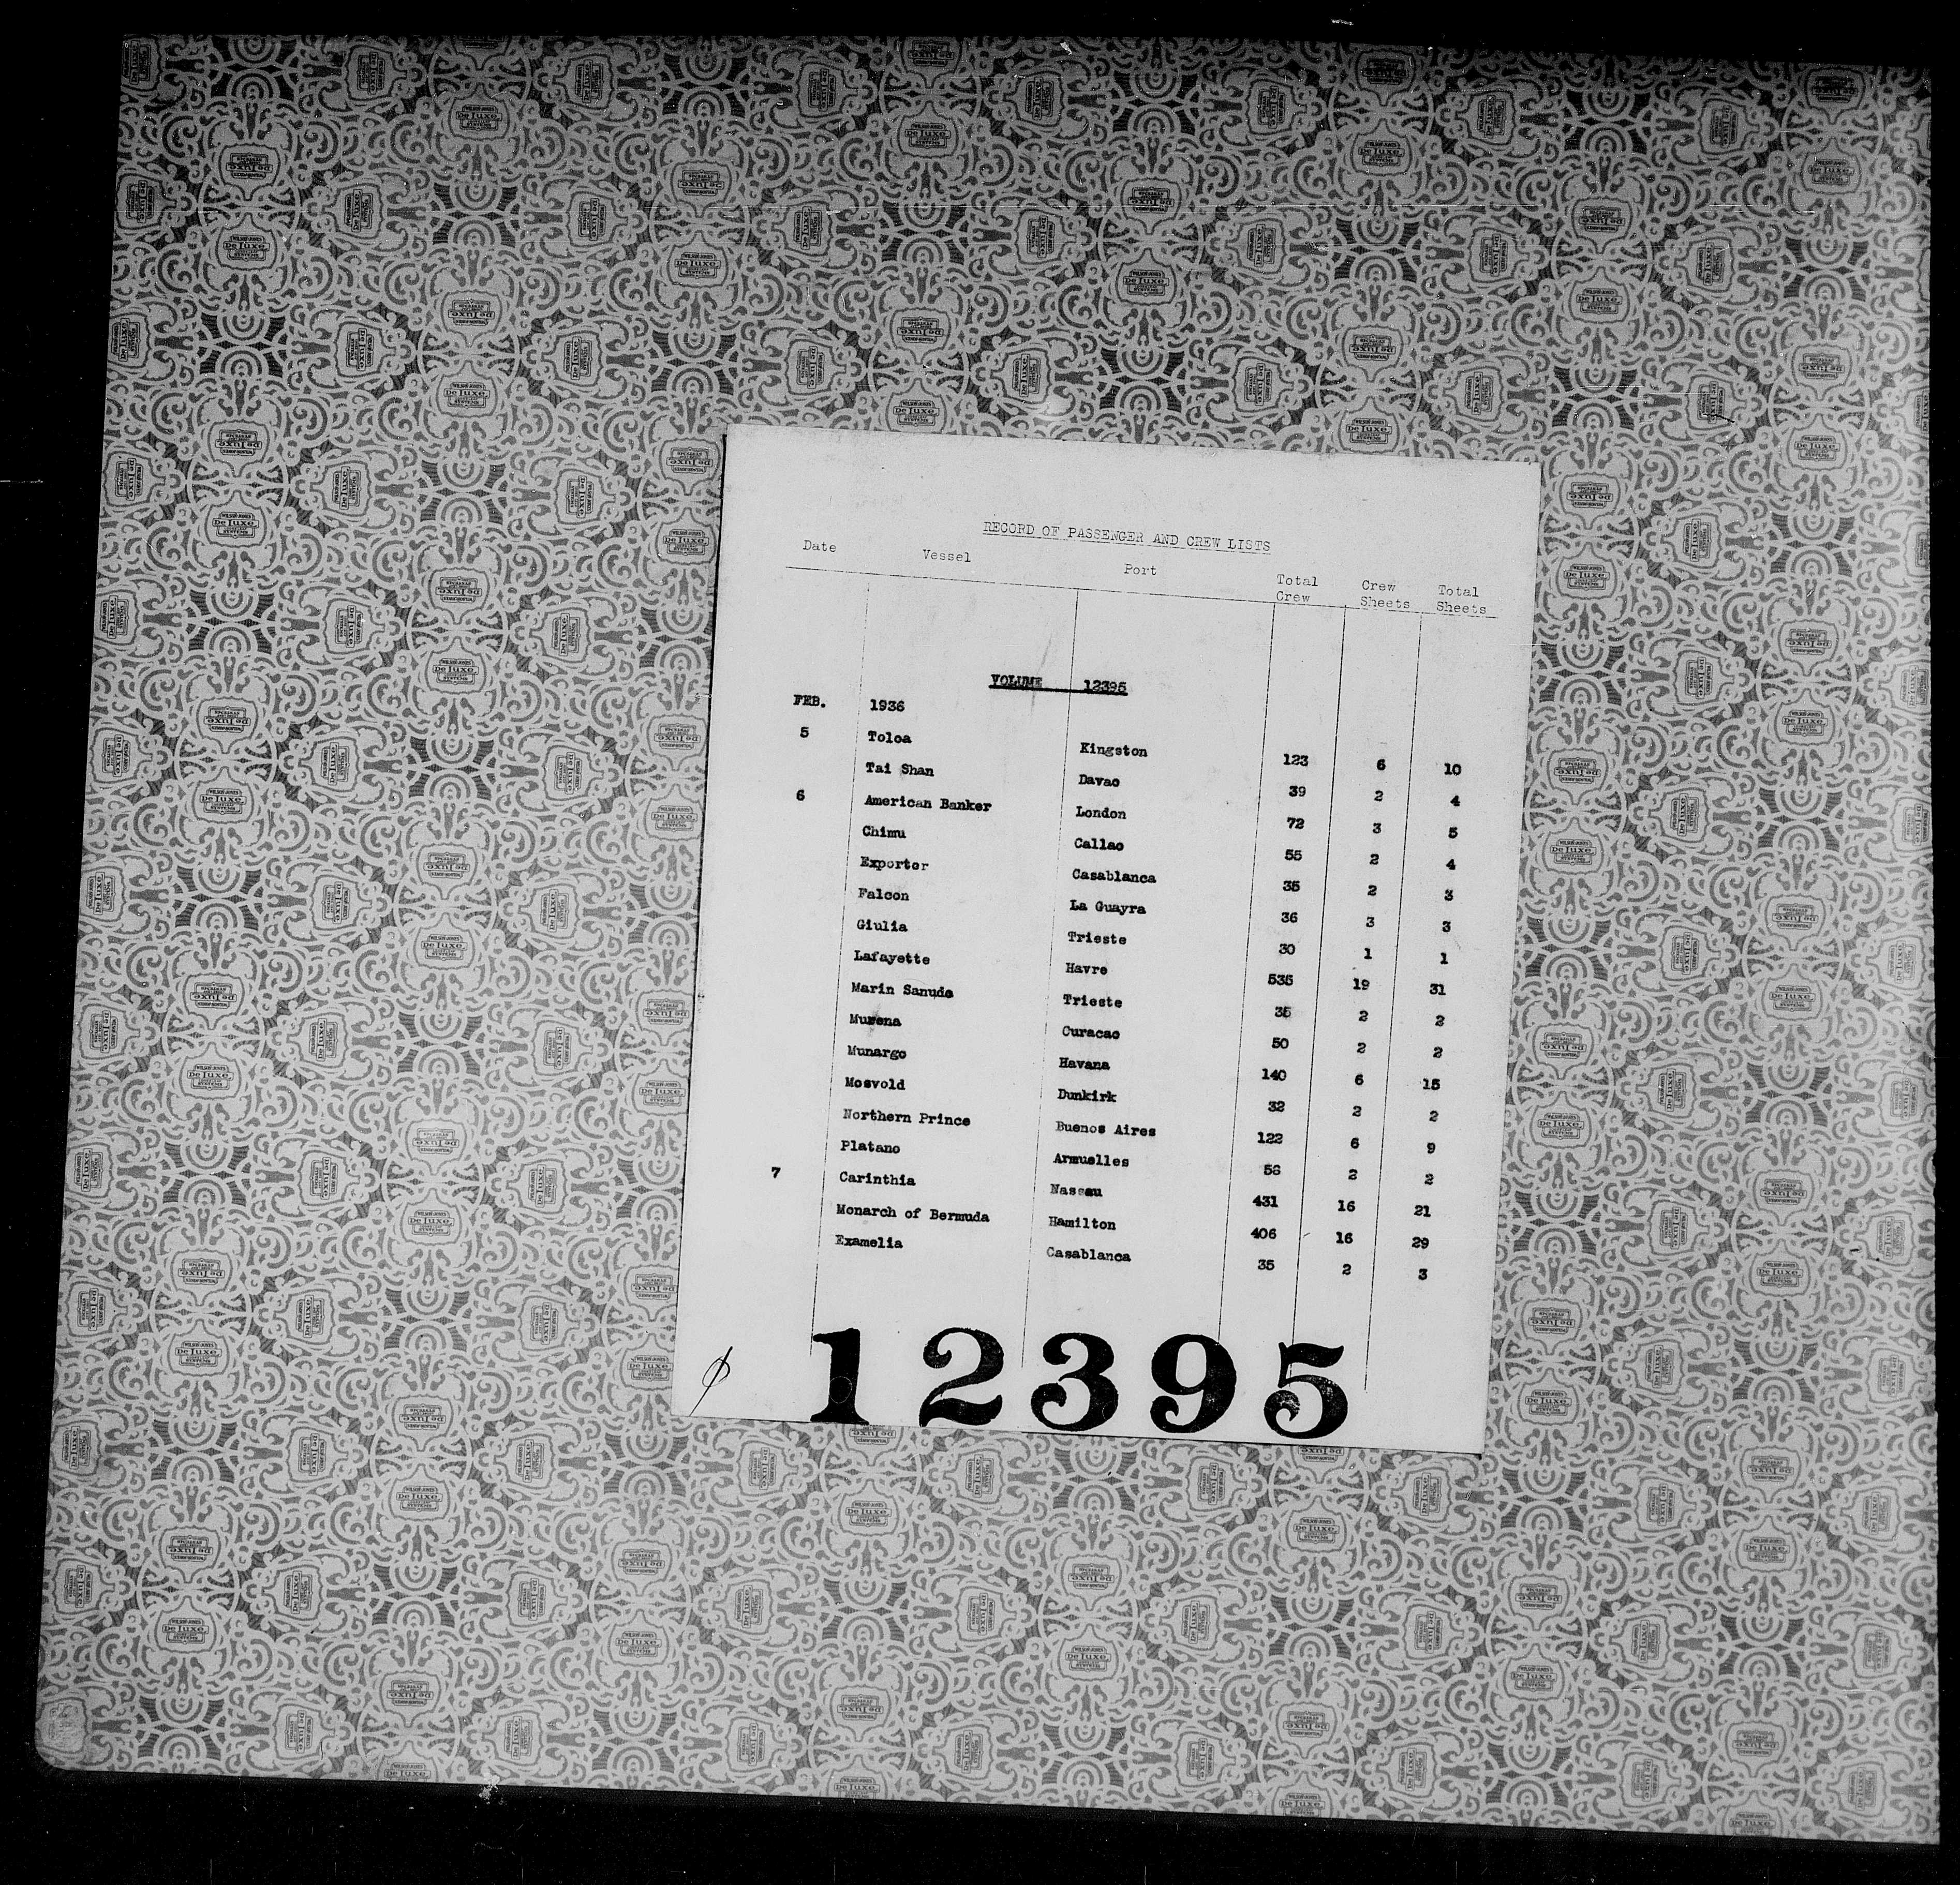 RECORD OF PASSENGER AND CREW LISTS
Date Vessel Port Total Crew Crew Sheets Total Sheets
VOLUME 12395
FEB. 1936
5 Toloa Kingston 123 6 10
Tai Shan Davao 39 2 4
6 American Banker London 72 3 5
Chimu Callao 55 2 4
Exporter Casablanca 35 2 3
Falcon La Guayra 36 3 3
Giulia Trieste 30 1 1
Lafayette Havre 535 19 31
Marin Sanudo Trieste 35 2 2
Murena Curacao 50 2 2
Munargo Havana 140 6 15
Mosvold Dunkirk 32 2 2
Northern Prince Buenos Aires 122 6 9
Platano Armuelles 56 2 2
7 Carinthia Nassau 431 16 21
Monarch of Bermuda Hamilton 406 16 29
Examelia Casablanca 35 2 3
12395